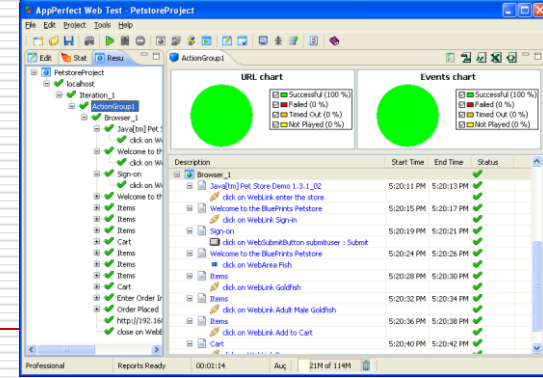 AppPerfect Web Test - PetstoreProject
File Edit Project Tools Help
Edit Stat Resu
PetstoreProject
localhost
Iteration_1
ActionGroup1
Browser_1
Java[tm] Pet S
click on We
Welcome to th
click on We
Sign-on
click on We
Welcome to th
Items
Items
Cart
Items
Items
Items
Cart
Enter Order Ir
Order Placed
http://192.16
close on WebB
ActionGroup1
URL chart
Successful (100 %)
Failed (0 %)
Timed Out (0 %)
Not Played (0 %)
Events chart
Successful (100 %)
Failed (0 %)
Timed Out (0 %)
Not Played (0 %)
Description Start Time End Time Status
Browser_1
Java[tm] Pet Store Demo 1.3.1_02 5:20:11 PM 5:20:13 PM
click on WebLink enter the store
Welcome to the BluePrints Petstore 5:20:15 PM 5:20:17 PM
click on WebLink Sign-in
Sign-on 5:20:19 PM 5:20:21 PM
click on WebSubmitButton submituser : Submit
Welcome to the BluePrints Petstore 5:20:24 PM 5:20:26 PM
click on WebArea Fish
Items 5:20:28 PM 5:20:30 PM
click on WebLink Goldfish
Items 5:20:32 PM 5:20:34 PM
click on WebLink Adult Male Goldfish
Items 5:20:36 PM 5:20:38 PM
click on WebLink Add to Cart
Cart 5:20:40 PM 5:20:42 PM
Professional Reports Ready 00:01:14 Auç 21M of 114M